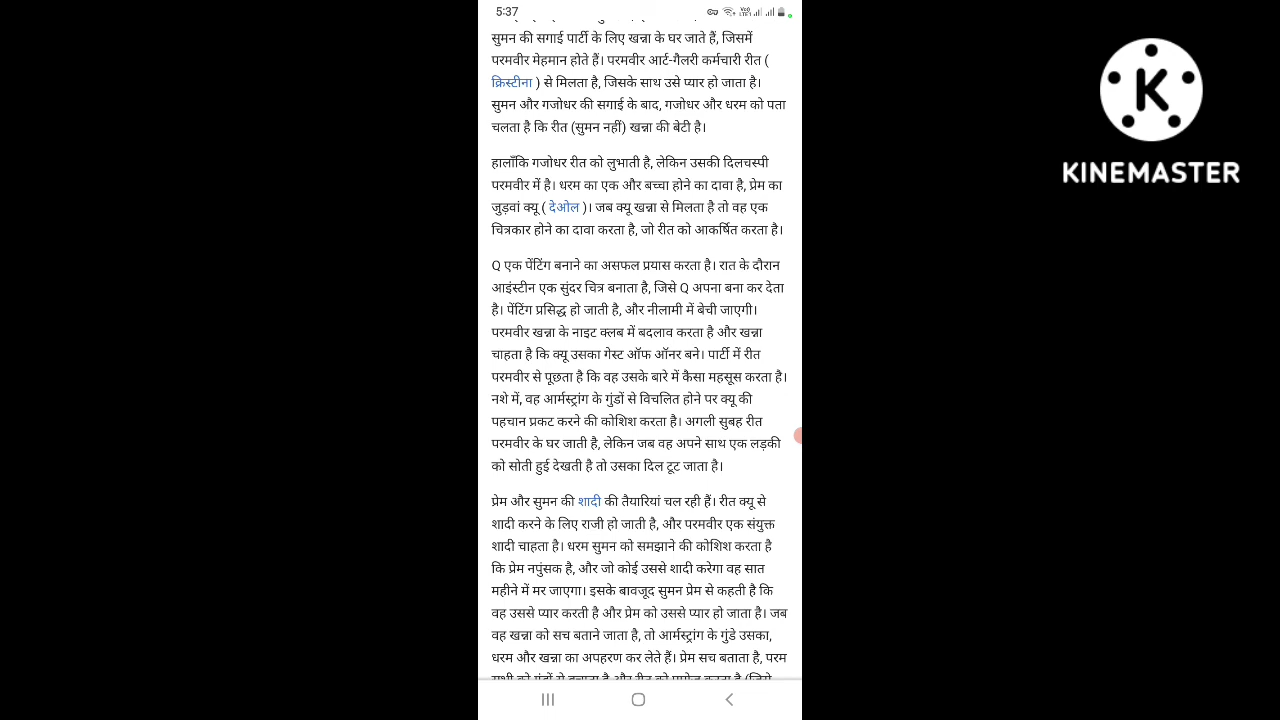 5:37
सुमन की सगाई पार्टी के लिए खन्ना के घर जाते हैं, जिसमें
परमवीर मेहमान होते हैं। परमवीर आर्ट-गैलरी कर्मचारी रीत (
क्रिस्टीना ) से मिलता है, जिसके साथ उसे प्यार हो जाता है।
सुमन और गजोधर की सगाई के बाद, गजोधर और धरम को पता
चलता है कि रीत (सुमन नहीं) खन्ना की बेटी है।
हालाँकि गजोधर रीत को लुभाती है, लेकिन उसकी दिलचस्पी
परमवीर में है। धरम का एक और बच्चा होने का दावा है, प्रेम का
जुड़वां क्यू ( देओल )। जब क्यू खन्ना से मिलता है तो वह एक
चित्रकार होने का दावा करता है, जो रीत को आकर्षित करता है।
Q एक पेंटिंग बनाने का असफल प्रयास करता है। रात के दौरान
आइंस्टीन एक सुंदर चित्र बनाता है, जिसे Q अपना बना कर देता
है। पेंटिंग प्रसिद्ध हो जाती है, और नीलामी में बेची जाएगी।
परमवीर खन्ना के नाइट क्लब में बदलाव करता है और खन्ना
चाहता है कि क्यू उसका गेस्ट ऑफ ऑनर बने। पार्टी में रीत
परमवीर से पूछता है कि वह उसके बारे में कैसा महसूस करता है।
नशे में, वह आर्मस्ट्रांग के गुंडों से विचलित होने पर क्यू की
पहचान प्रकट करने की कोशिश करता है। अगली सुबह रीत
परमवीर के घर जाती है, लेकिन जब वह अपने साथ एक लड़की
को सोती हुई देखती है तो उसका दिल टूट जाता है।
प्रेम और सुमन की शादी की तैयारियां चल रही हैं। रीत क्यू से
शादी करने के लिए राजी हो जाती है, और परमवीर एक संयुक्त
शादी चाहता है। धरम सुमन को समझाने की कोशिश करता है
कि प्रेम नपुंसक है, और जो कोई उससे शादी करेगा वह सात
महीने में मर जाएगा। इसके बावजूद सुमन प्रेम से कहती है कि
वह उससे प्यार करती है और प्रेम को उससे प्यार हो जाता है। जब
वह खन्ना को सच बताने जाता है, तो आर्मस्ट्रांग के गुंडे उसका,
धरम और खन्ना का अपहरण कर लेते हैं। प्रेम सच बताता है, परम
K
KINEMASTER